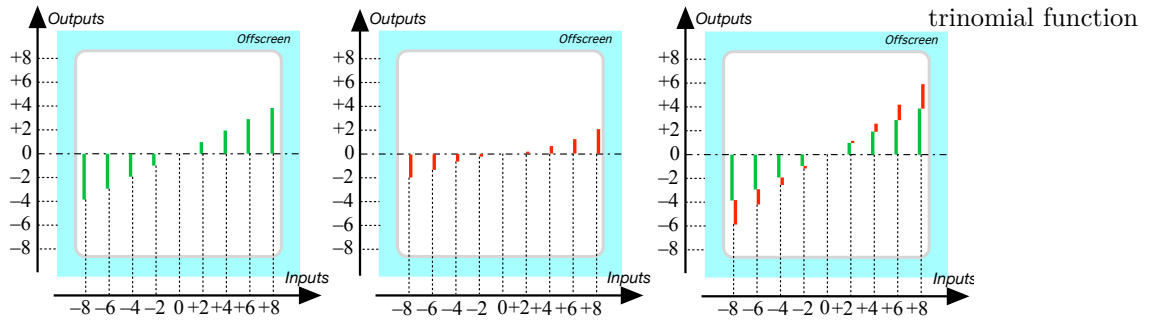 Outputs
Offscreen
+8
+6
+4
+2
0
–2
–4
–6
–8
Inputs
–8 –6 –4 –2 0 +2 +4 +6 +8
Outputs
Offscreen
+8
+6
+4
+2
0
–2
–4
–6
–8
Inputs
–8 –6 –4 –2 0 +2 +4 +6 +8
Outputs
Offscreen
+8
+6
+4
+2
0
–2
–4
–6
–8
Inputs
–8 –6 –4 –2 0 +2 +4 +6 +8
trinomial function